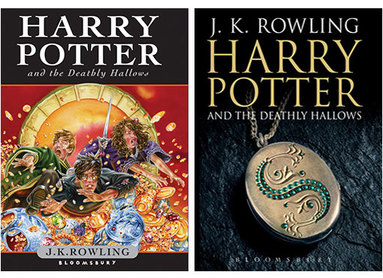 HARRY
POTTER
and the Deathly Hallows
J.K.ROWLING
BLOOMSBURY
J. K. ROWLING
HARRY
POTTER
AND THE DEATHLY HALLOWS
BLOOMSBURY